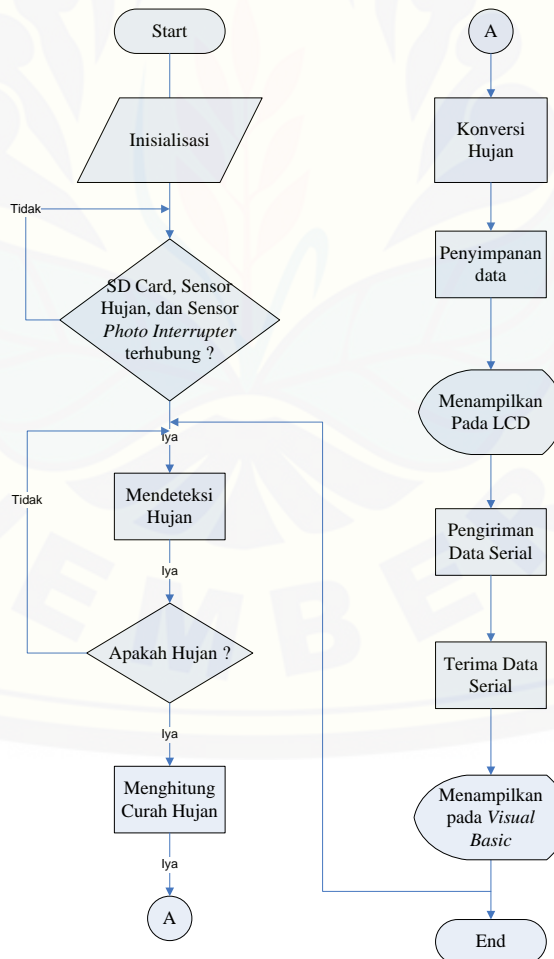 Start
Inisialisasi
Tidak
SD Card, Sensor
Hujan, dan Sensor
Photo Interrupter
terhubung ?
Iya
Tidak
Mendeteksi
Hujan
Iya
Apakah Hujan ?
Iya
Menghitung
Curah Hujan
Iya
A
A
Konversi
Hujan
Penyimpanan
data
Menampilkan
Pada LCD
Pengiriman
Data Serial
Terima Data
Serial
Menampilkan
pada Visual
Basic
End
EMBER